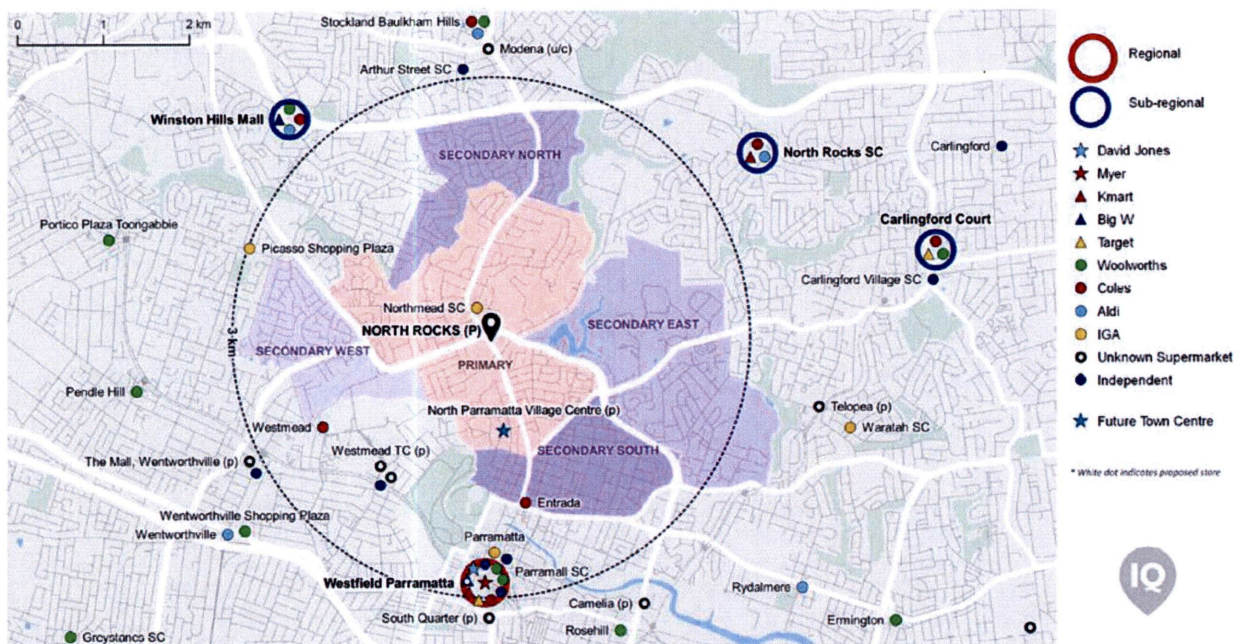 0 1 2 km
Stockland Baulkham Hills
Modena (u/c)
Arthur Street SC
Winston Hills Mall
SECONDARY NORTH
North Rocks SC
Carlingford
Portico Plaza Toongabbie
Picasso Shopping Plaza
Carlingford Court
Carlingford Village SC
Northmead SC
NORTH ROCKS (P)
SECONDARY EAST
3 km
SECONDARY WEST
PRIMARY
Pendle Hill
North Parramatta Village Centre (p)
Telopea (p)
Waratah SC
Westmead
Westmead TC (p)
SECONDARY SOUTH
The Mall, Wentworthville (p)
Entrada
Wentworthville Shopping Plaza
Wentworthville
Parramatta
Parramall SC
Westfield Parramatta
Rydalmere
Camelia (p)
South Quarter (p)
Rosehill
Ermington
Greystanes SC
Regional
Sub-regional
David Jones
Myer
Kmart
Big W
Target
Woolworths
Coles
Aldi
IGA
Unknown Supermarket
Independent
Future Town Centre
* White dot indicates proposed store
IQ